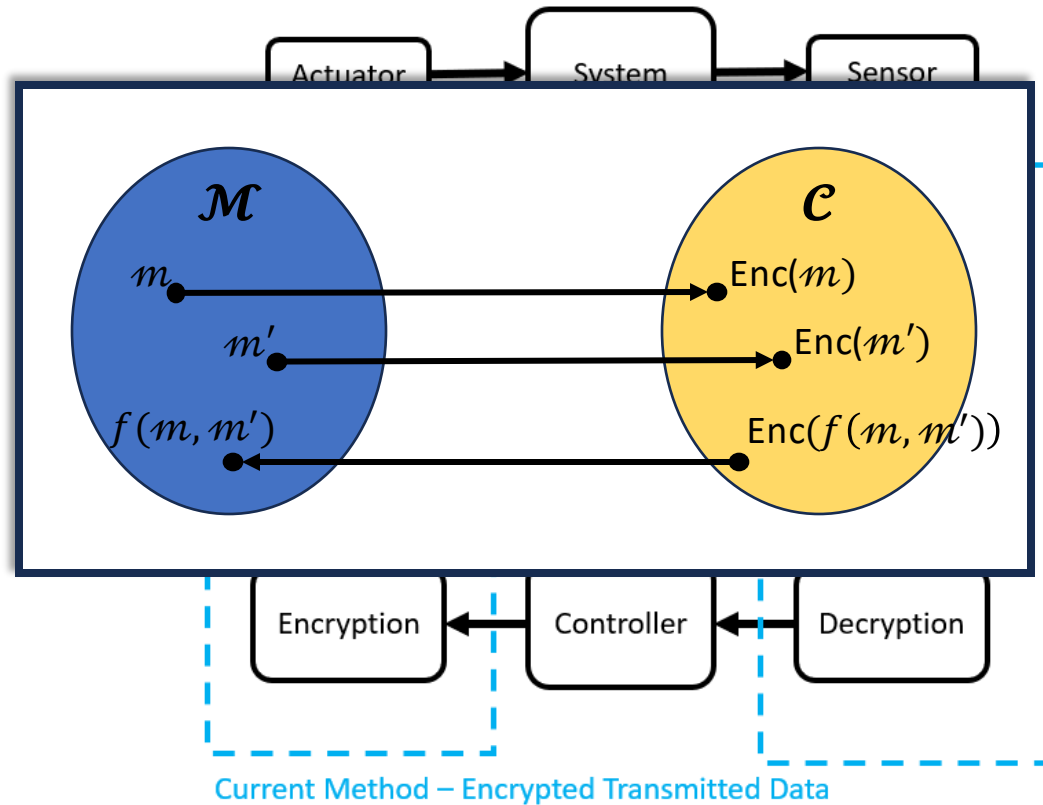 Actuator System Sensor
ℳ 𝒞
𝓂 Enc(𝓂)
𝓂′ Enc(𝓂′)
𝑓(𝓂, 𝓂′) Enc(𝑓(𝓂, 𝓂′))
Encryption Controller Decryption
Current Method – Encrypted Transmitted Data